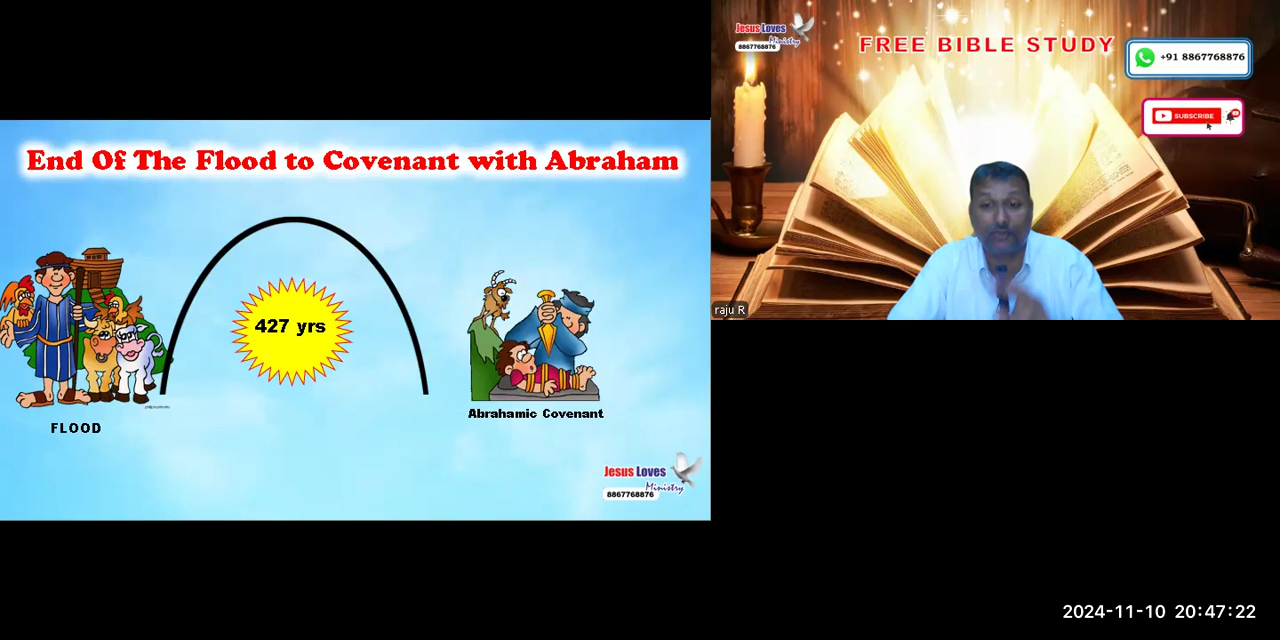 End Of The Flood to Covenant with Abraham
427 yrs
FLOOD
Abrahamic Covenant
Jesus Loves
Ministry
8867768876
Jesus Loves
Ministry
8867768876
FREE BIBLE STUDY
+91 8867768876
SUBSCRIBE
raju R
2024-11-10 20:47:22